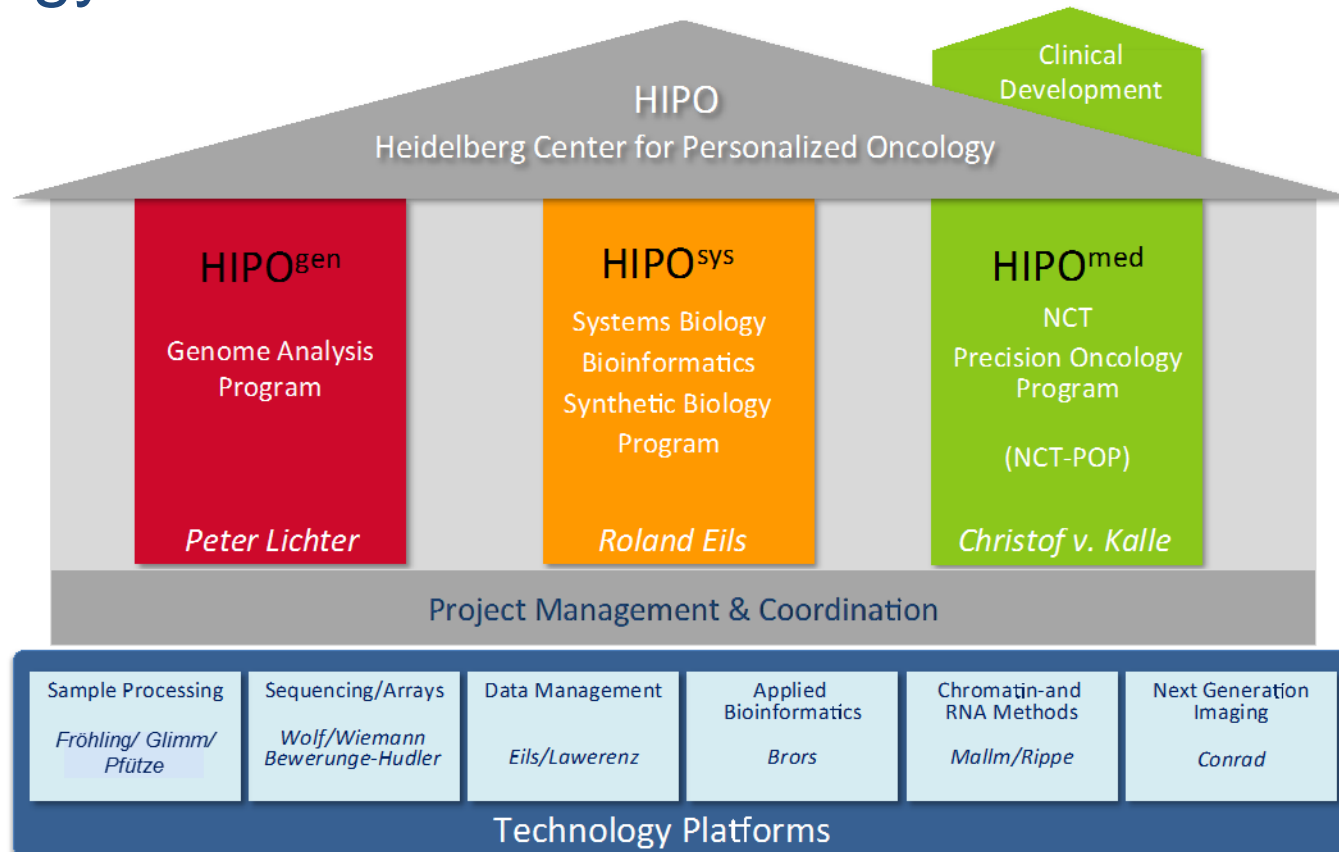 gy
Clinical
Development
HIPO
Heidelberg Center for Personalized Oncology
HIPOgen
Genome Analysis
Program
Peter Lichter
HIPOsys
Systems Biology
Bioinformatics
Synthetic Biology
Program
Roland Eils
HIPOmed
NCT
Precision Oncology
Program
(NCT-POP)
Christof v. Kalle
Project Management & Coordination
Sample Processing
Fröhling/ Glimm/
Pfütze
Sequencing/Arrays
Wolf/Wiemann
Bewerunge-Hudler
Data Management
Eils/Lawerenz
Applied
Bioinformatics
Brors
Chromatin-and
RNA Methods
Mallm/Rippe
Next Generation
Imaging
Conrad
Technology Platforms